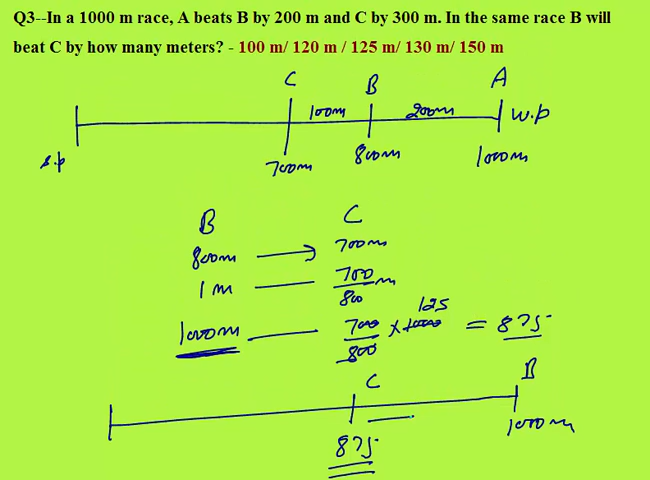 Q3--In a 1000 m race, A beats B by 200 m and C by 300 m. In the same race B will
beat C by how many meters? - 100 m/ 120 m / 125 m/ 130 m/ 150 m
C B A
100m 200m w.p
s.p 700m 800m 1000m
B C
800m → 700m
1 m — 700/800 m
1000m — 700/800 x 1000 125 = 875
C B
875 1000m